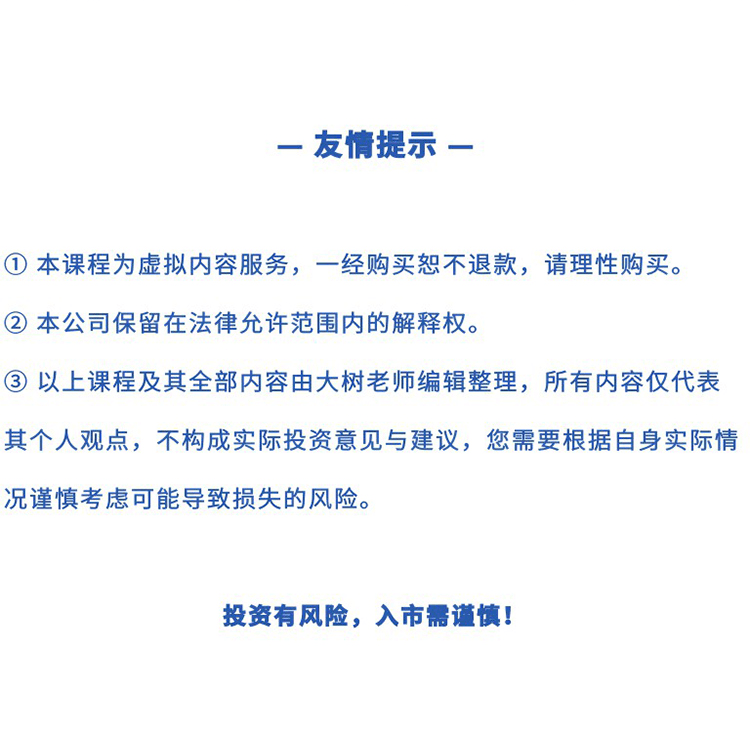 — 友情提示 —
① 本课程为虚拟内容服务，一经购买恕不退款，请理性购买。
② 本公司保留在法律允许范围内的解释权。
③ 以上课程及其全部内容由大树老师编辑整理，所有内容仅代表
其个人观点，不构成实际投资意见与建议，您需要根据自身实际情
况谨慎考虑可能导致损失的风险。
投资有风险，入市需谨慎！